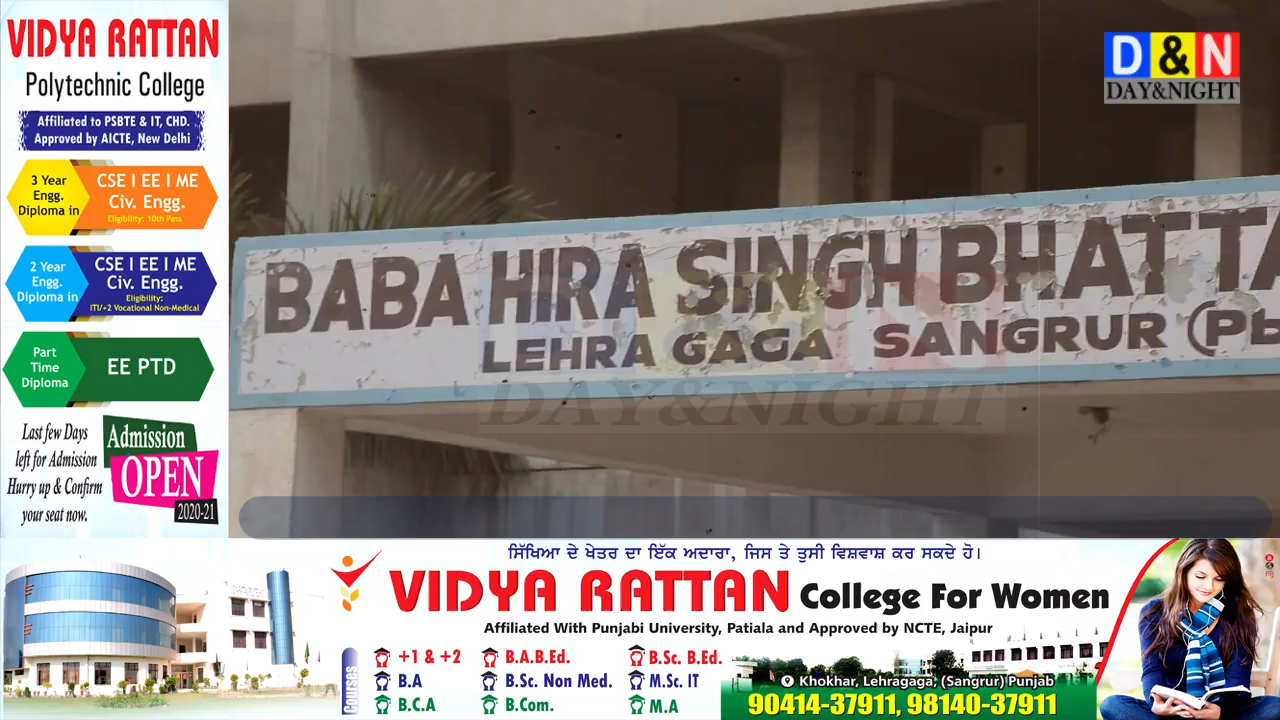 VIDYA RATTAN
Polytechnic College
Affiliated to PSBTE & IT, CHD.
Approved by AICTE, New Delhi
3 Year
Engg.
Diploma in
CSE I EE I ME
Civ. Engg.
Eligibility: 10th Pass
2 Year
Engg.
Diploma in
CSE I EE I ME
Civ. Engg.
Eligibility:
ITI/+2 Vocational Non-Medical
Part
Time
Diploma
EE PTD
Last few Days
left for Admission
Hurry up & Confirm
your seat now.
Admission
OPEN
2020-21
D&N
DAY&NIGHT
BABA HIRA SINGH BHATTA
LEHRA GAGA SANGRUR (PB
D&N
DAY&NIGHT
ਸਿੱਖਿਆ ਦੇ ਖੇਤਰ ਦਾ ਇੱਕ ਅਦਾਰਾ, ਜਿਸ ਤੇ ਤੁਸੀ ਵਿਸ਼ਵਾਸ਼ ਕਰ ਸਕਦੇ ਹੋ।
VIDYA RATTAN College For Women
Affiliated With Punjabi University, Patiala and Approved by NCTE, Jaipur
Courses
+1 & +2
B.A
B.C.A
B.A.B.Ed.
B.Sc. Non Med.
B.Com.
B.Sc. B.Ed.
M.Sc. IT
M.A
Khokhar, Lehragaga, (Sangrur) Punjab
90414-37911, 98140-37911